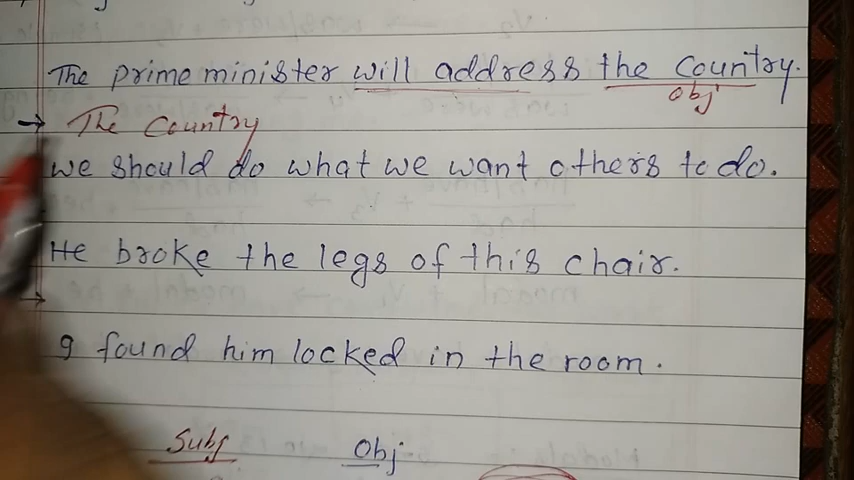 The prime minister will address the country.
obj
→ The Country
we should do what we want others to do.
He broke the legs of this chair.
→
I found him locked in the room.
Subj Obj